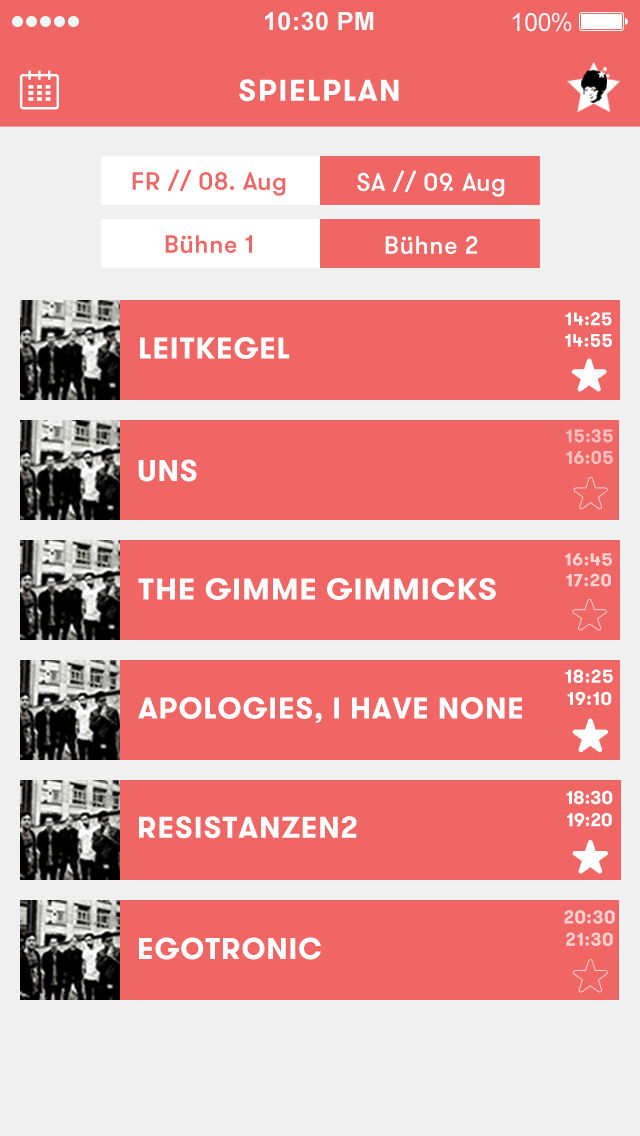 10:30 PM 100%
SPIELPLAN
FR // 08. Aug SA // 09. Aug
Bühne 1 Bühne 2
LEITKEGEL
14:25
14:55
UNS
15:35
16:05
THE GIMME GIMMICKS
16:45
17:20
APOLOGIES, I HAVE NONE
18:25
19:10
RESISTANZEN2
18:30
19:20
EGOTRONIC
20:30
21:30